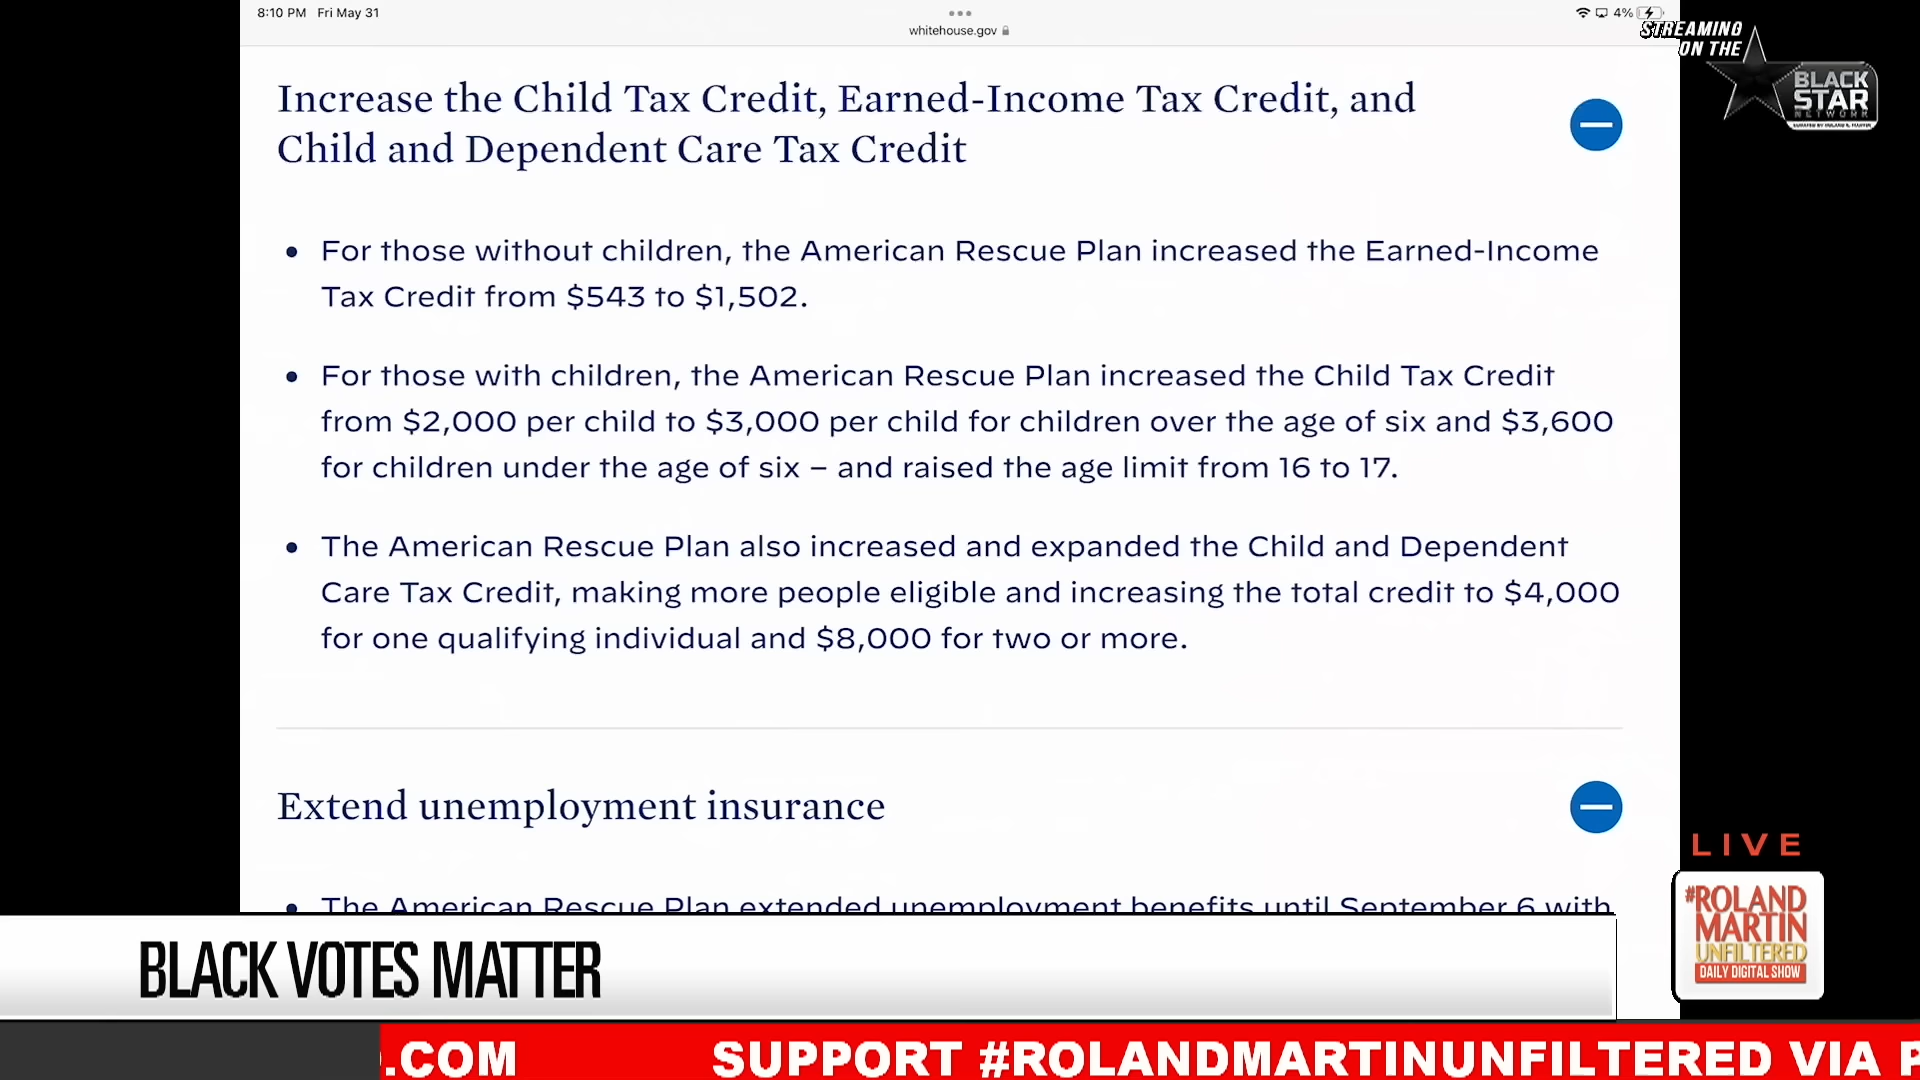 8:10 PM Fri May 31
whitehouse.gov
4%
STREAMING
ON THE
BLACK
STAR
NETWORK
Increase the Child Tax Credit, Earned-Income Tax Credit, and
Child and Dependent Care Tax Credit
• For those without children, the American Rescue Plan increased the Earned-Income
Tax Credit from $543 to $1,502.
• For those with children, the American Rescue Plan increased the Child Tax Credit
from $2,000 per child to $3,000 per child for children over the age of six and $3,600
for children under the age of six – and raised the age limit from 16 to 17.
• The American Rescue Plan also increased and expanded the Child and Dependent
Care Tax Credit, making more people eligible and increasing the total credit to $4,000
for one qualifying individual and $8,000 for two or more.
Extend unemployment insurance
• The American Rescue Plan extended unemployment benefits until September 6 with
LIVE
#ROLAND
MARTIN
UNFILTERED
DAILY DIGITAL SHOW
BLACK VOTES MATTER
.COM SUPPORT #ROLANDMARTINUNFILTERED VIA